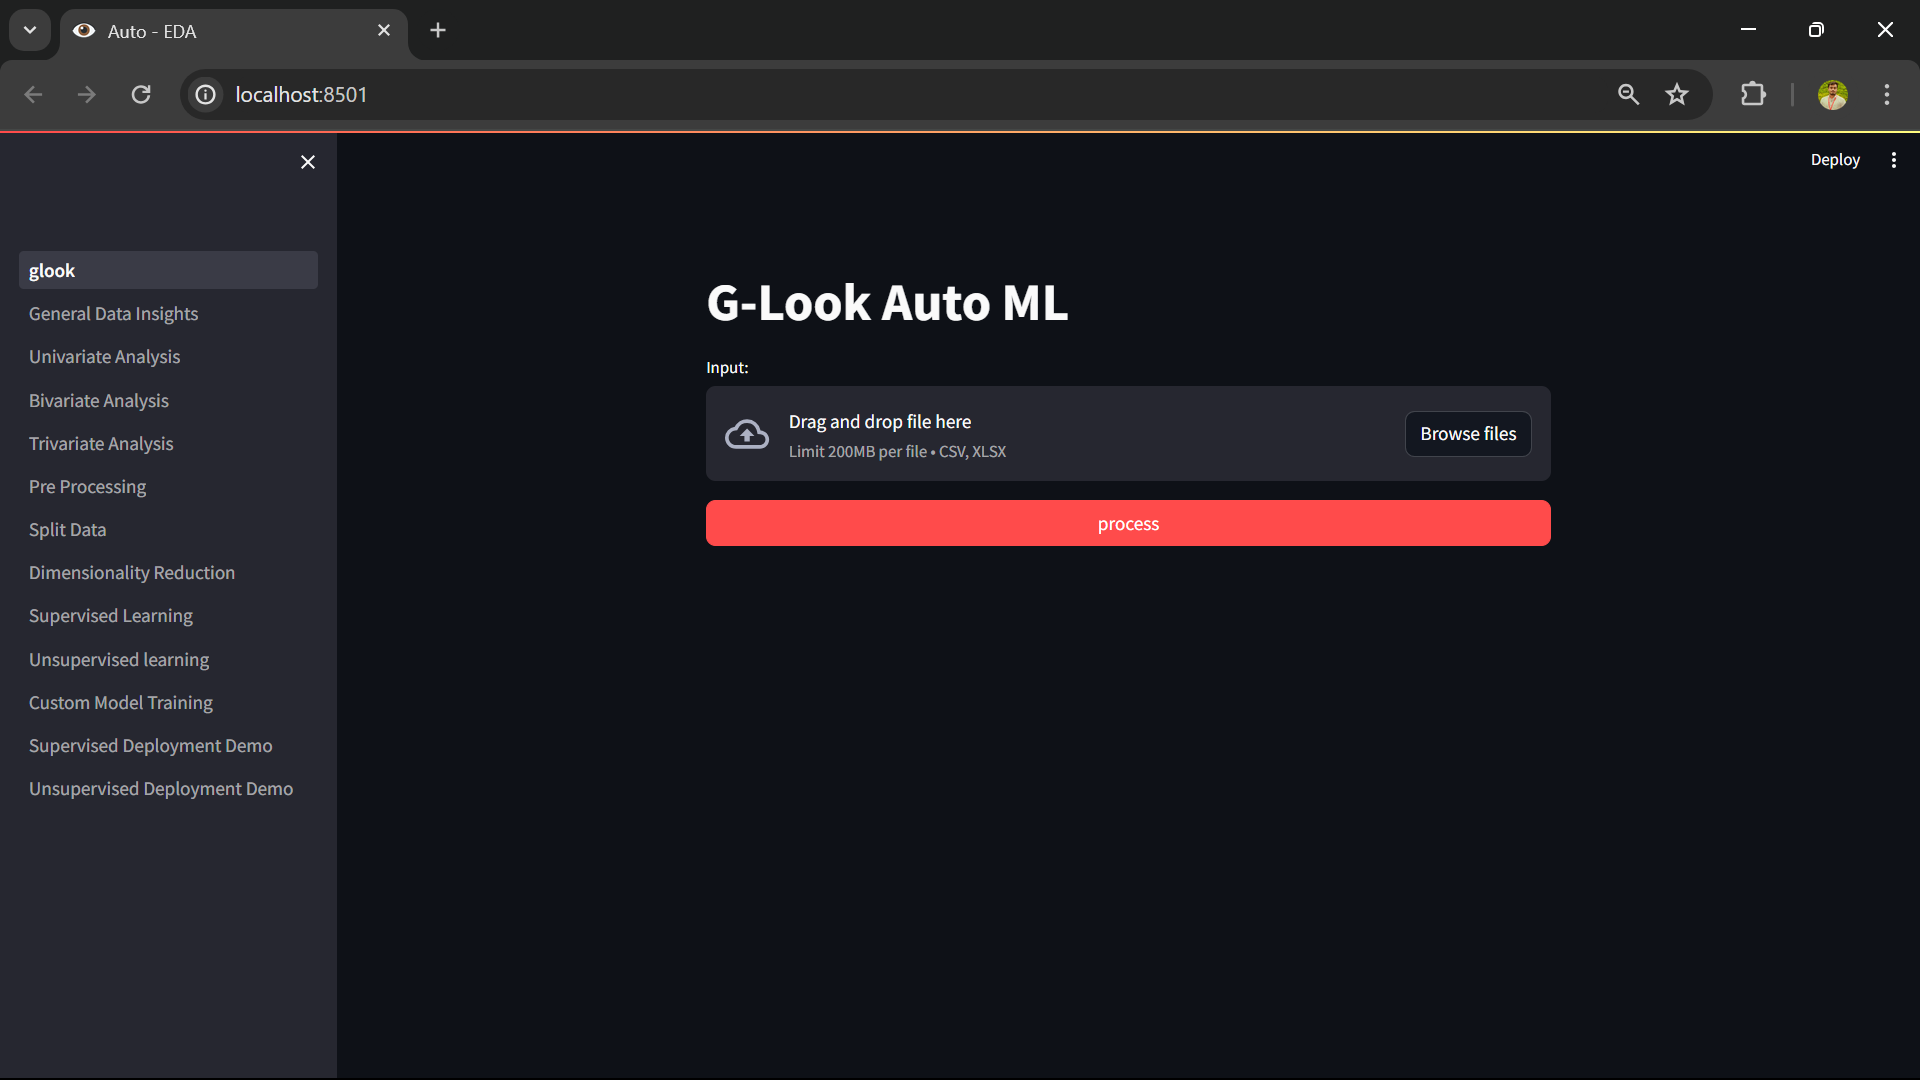 Auto - EDA
localhost:8501
Deploy
glook
General Data Insights
Univariate Analysis
Bivariate Analysis
Trivariate Analysis
Pre Processing
Split Data
Dimensionality Reduction
Supervised Learning
Unsupervised learning
Custom Model Training
Supervised Deployment Demo
Unsupervised Deployment Demo
G-Look Auto ML
Input:
Drag and drop file here
Limit 200MB per file • CSV, XLSX
Browse files
process